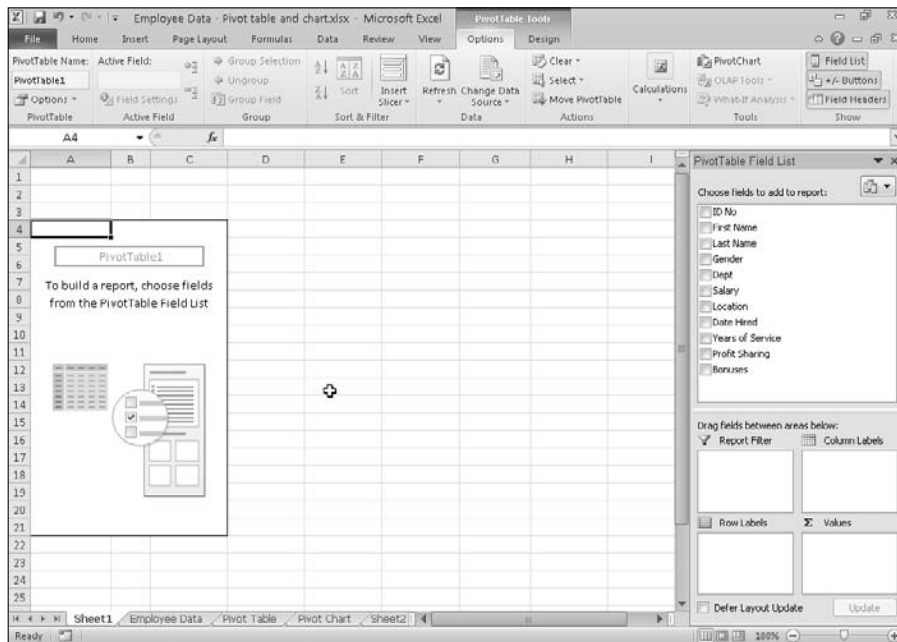 Employee Data - Pivot table and chart.xlsx - Microsoft Excel
PivotTable Tools
File Home Insert Page Layout Formulas Data Review View Options Design
PivotTable Name: Active Field:
PivotTable1
Options
Field Settings
PivotTable
Active Field
Group Selection
Ungroup
Group Field
Group
Sort
Insert Slicer
Sort & Filter
Refresh
Change Data Source
Data
Clear
Select
Move PivotTable
Actions
Calculations
PivotChart
OLAP Tools
What-If Analysis
Tools
Field List
+/- Buttons
Field Headers
Show
A4
fx
A B C D E F G H I
1
2
3
4
5
6
7
8
9
10
11
12
13
14
15
16
17
18
19
20
21
22
23
24
25
PivotTable1
To build a report, choose fields
from the PivotTable Field List
PivotTable Field List
Choose fields to add to report:
ID No
First Name
Last Name
Gender
Dept
Salary
Location
Date Hired
Years of Service
Profit Sharing
Bonuses
Drag fields between areas below:
Report Filter
Column Labels
Row Labels
Σ Values
Defer Layout Update
Update
Sheet1 Employee Data Pivot Table Pivot Chart Sheet2
Ready
100%